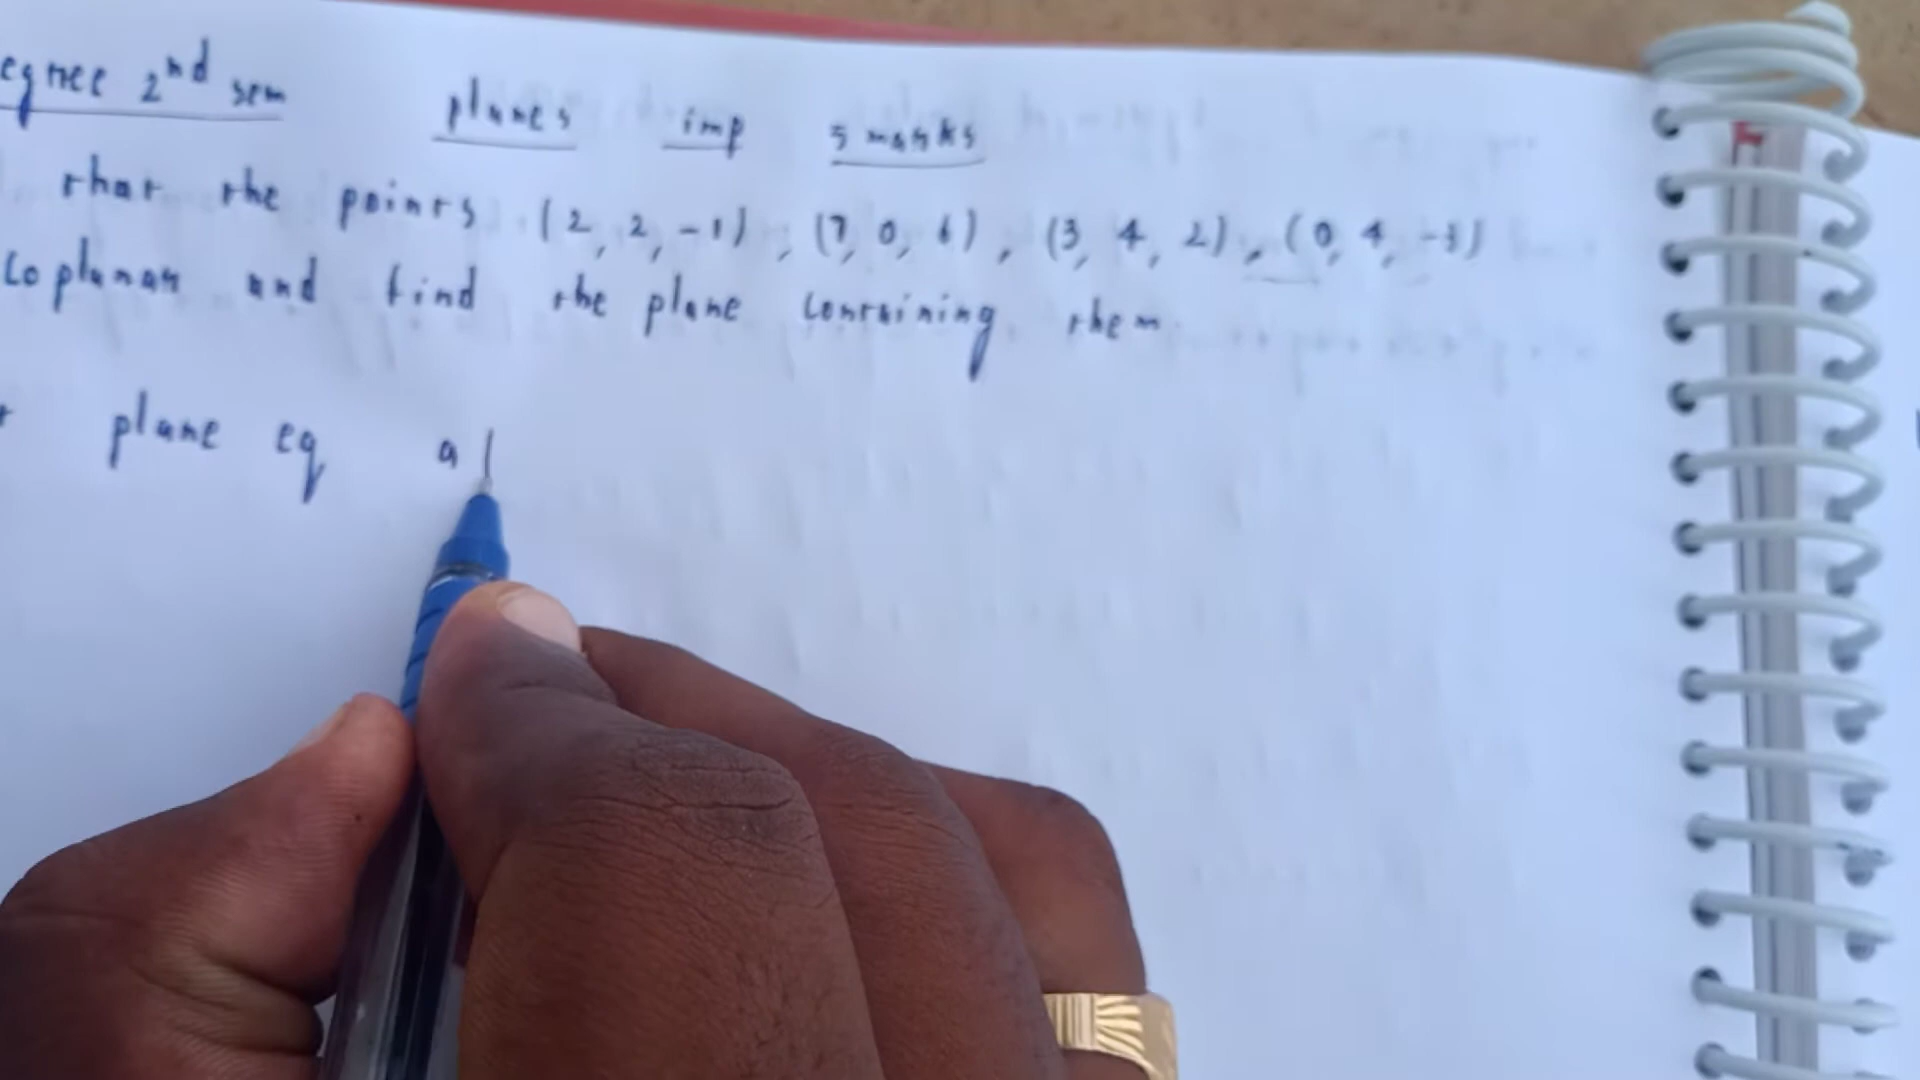 egree 2nd sem planes imp 5 marks
that the points (2, 2, -1), (7, 0, 6), (3, 4, 2), (0, 4, -3)
coplanar and find the plane containing them
plane eq a